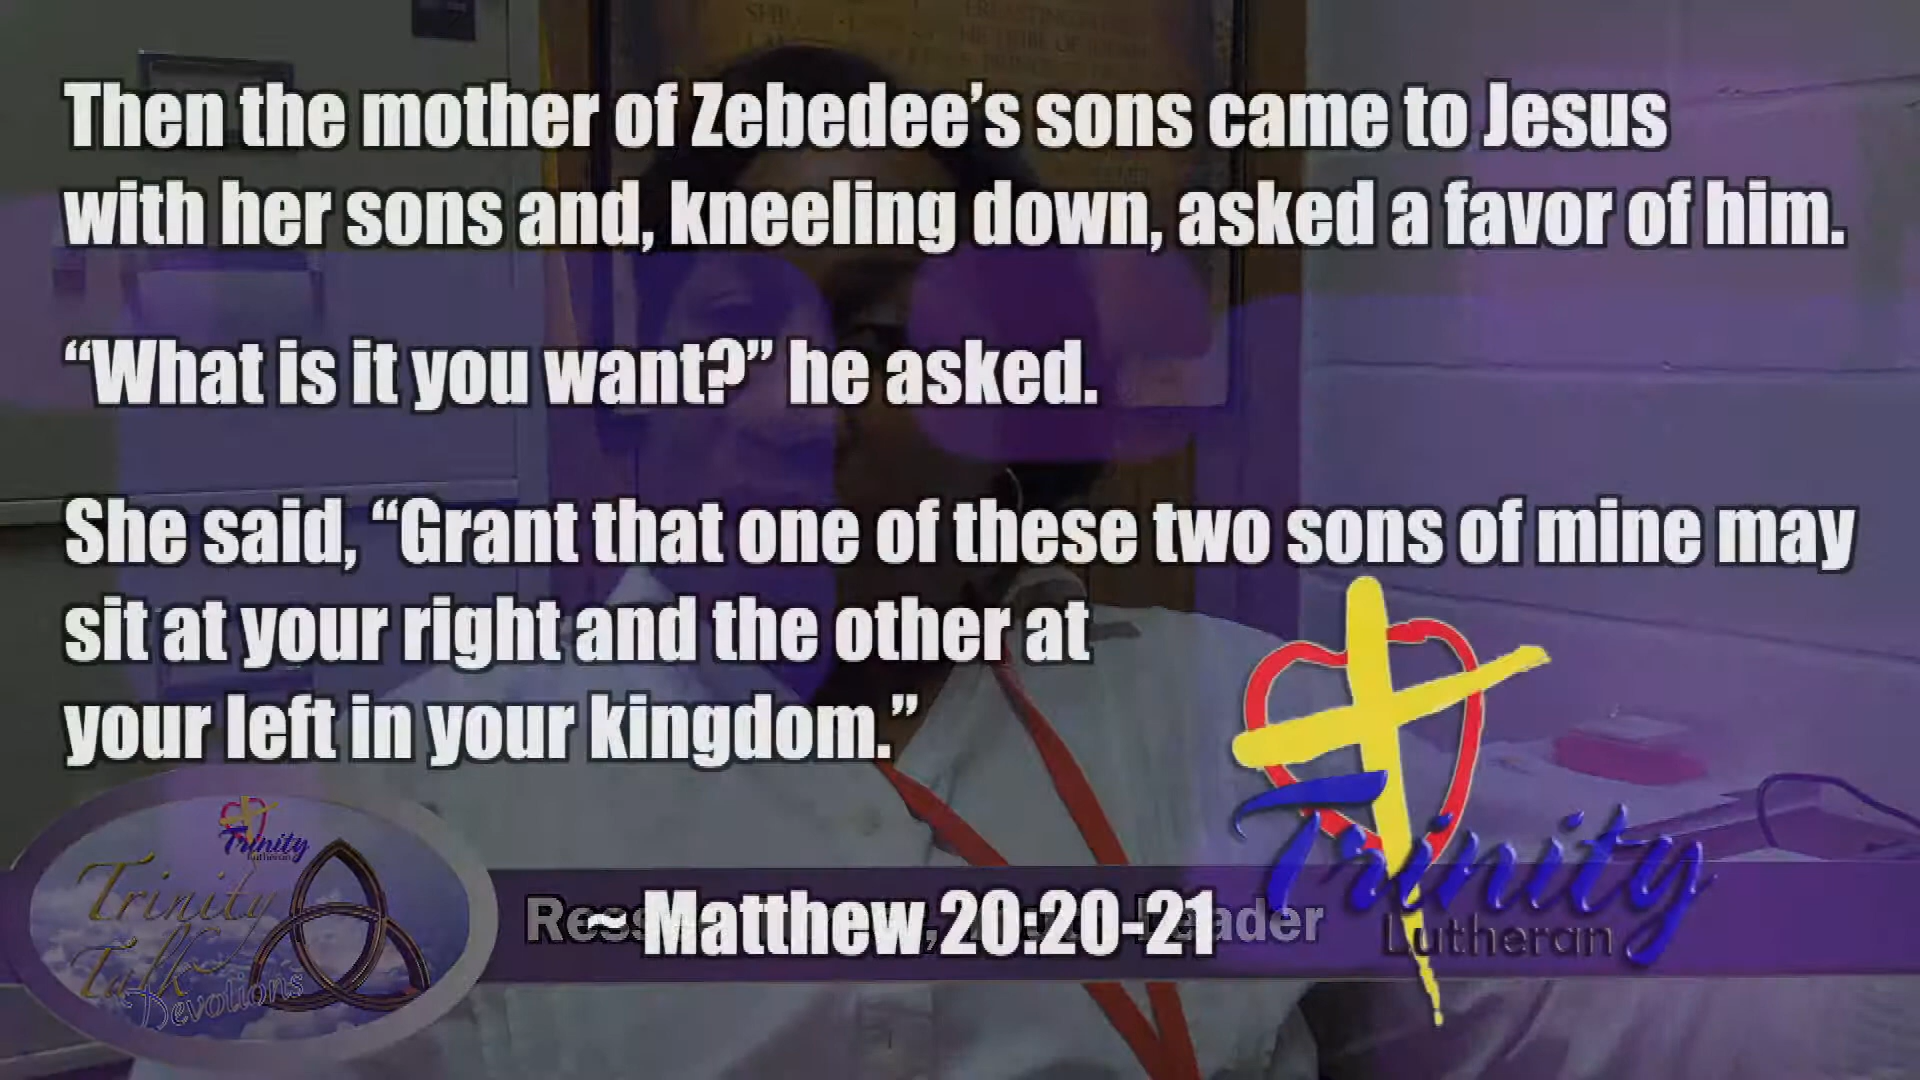 Then the mother of Zebedee’s sons came to Jesus
with her sons and, kneeling down, asked a favor of him.
“What is it you want?” he asked.
She said, “Grant that one of these two sons of mine may
sit at your right and the other at
your left in your kingdom.”
~ Matthew 20:20-21
Trinity
Lutheran
Trinity
Lutheran
Trinity
Talk
Devotions